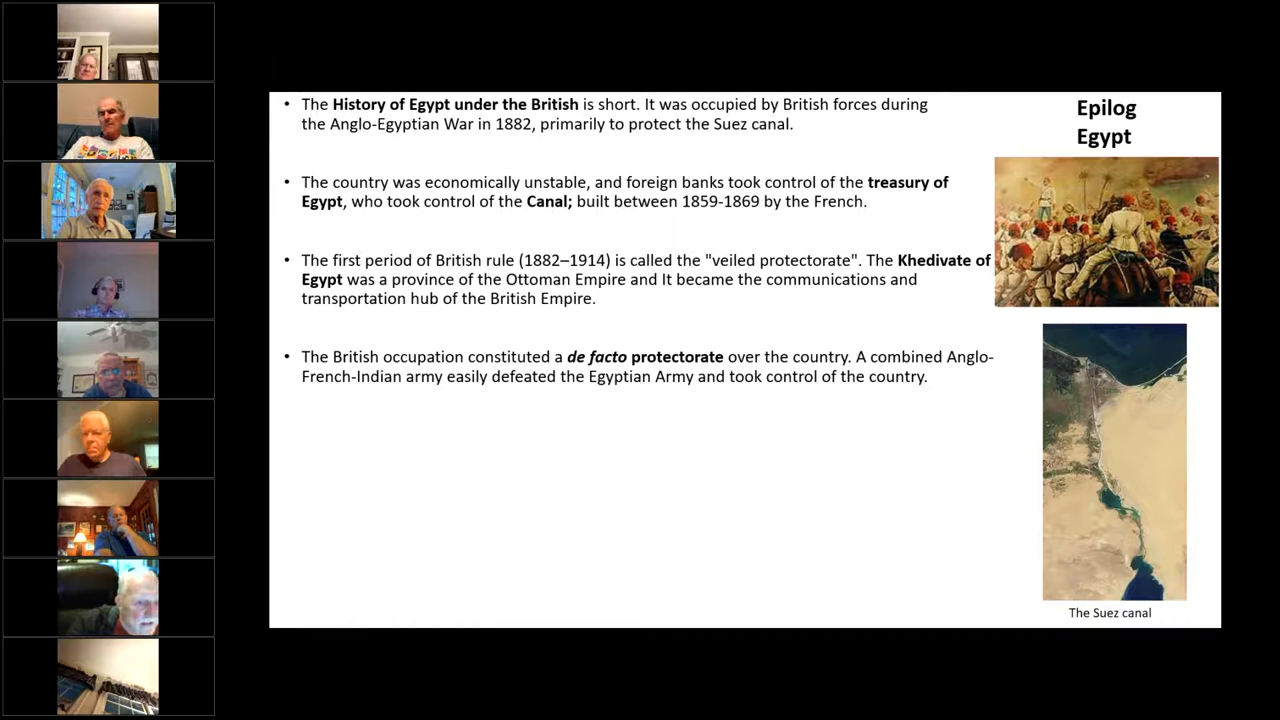 • The History of Egypt under the British is short. It was occupied by British forces during
the Anglo-Egyptian War in 1882, primarily to protect the Suez canal.
• The country was economically unstable, and foreign banks took control of the treasury of
Egypt, who took control of the Canal; built between 1859-1869 by the French.
• The first period of British rule (1882–1914) is called the "veiled protectorate". The Khedivate of
Egypt was a province of the Ottoman Empire and It became the communications and
transportation hub of the British Empire.
• The British occupation constituted a de facto protectorate over the country. A combined Anglo-
French-Indian army easily defeated the Egyptian Army and took control of the country.
Epilog
Egypt
The Suez canal